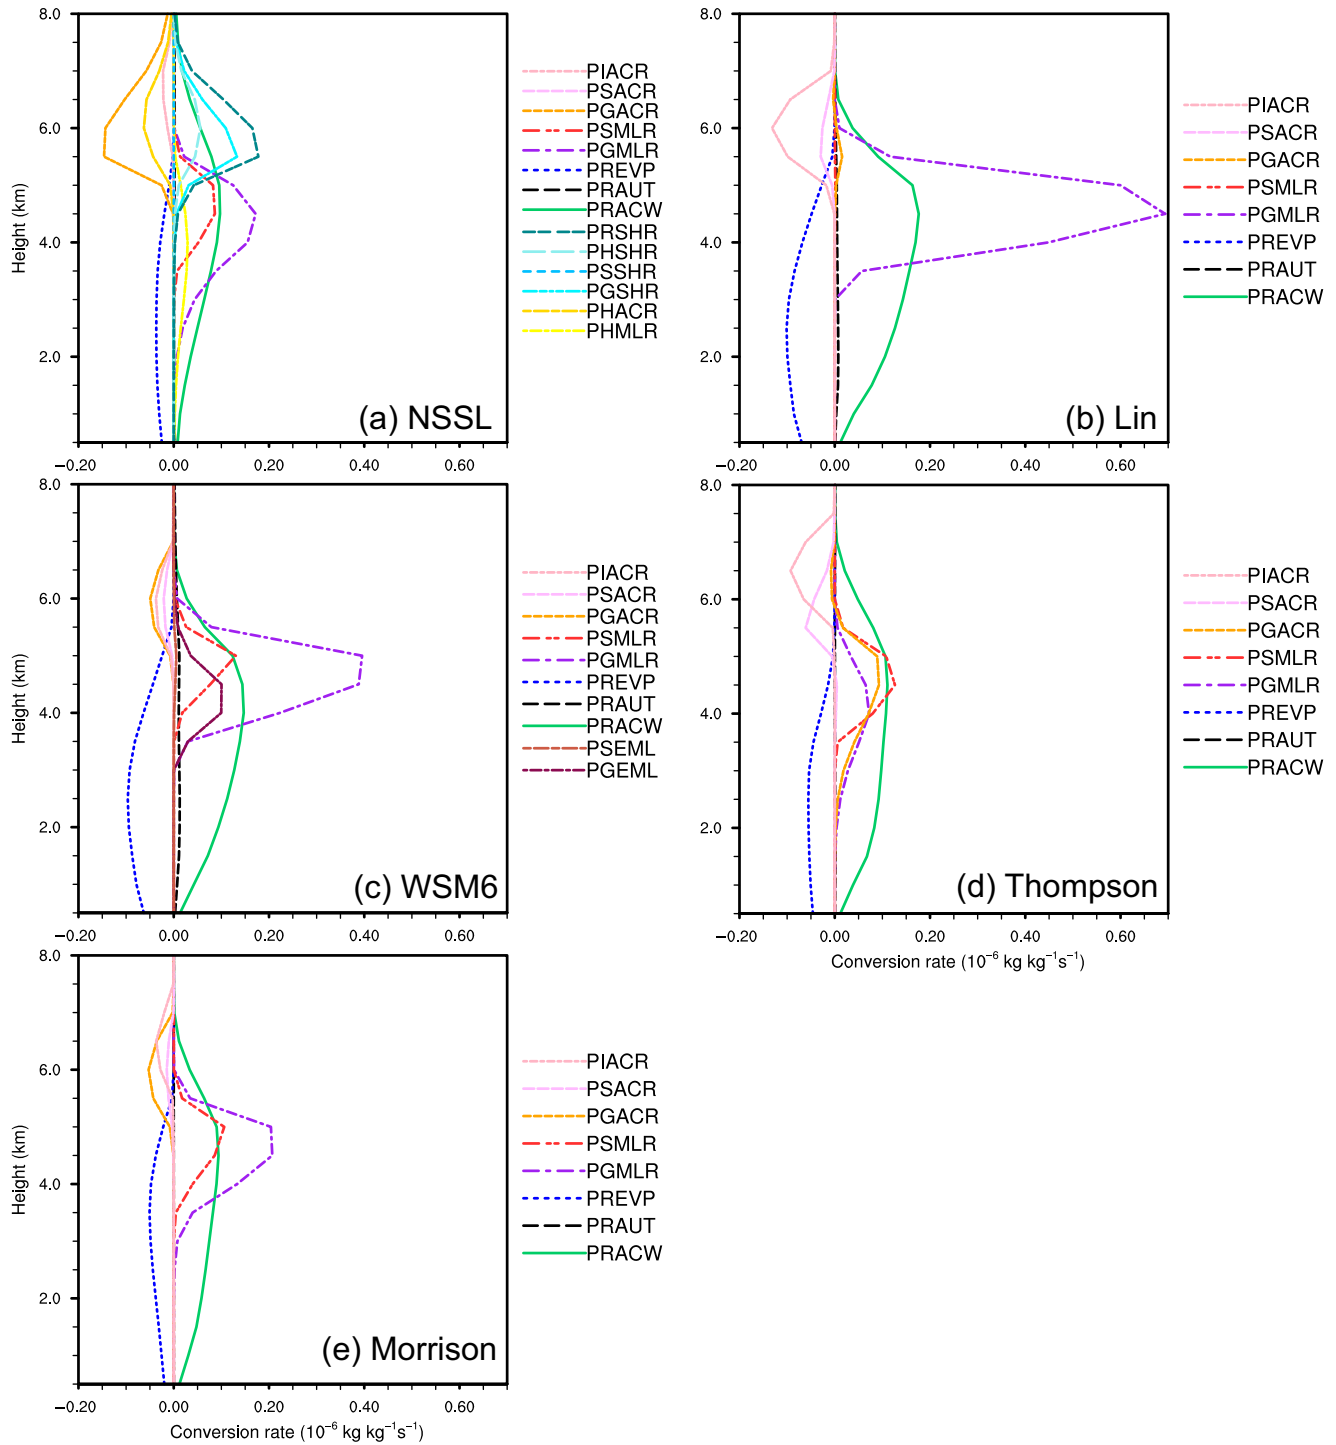 8.0
6.0
4.0
2.0
Height (km)
−0.20
0.00
0.20
0.40
0.60
(a) NSSL
PIACR
PSACR
PGACR
PSMLR
PGMLR
PREVP
PRAUT
PRACW
PRSHR
PHSHR
PSSHR
PGSHR
PHACR
PHMLR
8.0
6.0
4.0
2.0
−0.20
0.00
0.20
0.40
0.60
(b) Lin
PIACR
PSACR
PGACR
PSMLR
PGMLR
PREVP
PRAUT
PRACW
8.0
6.0
4.0
2.0
Height (km)
−0.20
0.00
0.20
0.40
0.60
(c) WSM6
PIACR
PSACR
PGACR
PSMLR
PGMLR
PREVP
PRAUT
PRACW
PSEML
PGEML
8.0
6.0
4.0
2.0
−0.20
0.00
0.20
0.40
0.60
Conversion rate (10⁻⁶ kg kg⁻¹s⁻¹)
(d) Thompson
PIACR
PSACR
PGACR
PSMLR
PGMLR
PREVP
PRAUT
PRACW
8.0
6.0
4.0
2.0
Height (km)
−0.20
0.00
0.20
0.40
0.60
Conversion rate (10⁻⁶ kg kg⁻¹s⁻¹)
(e) Morrison
PIACR
PSACR
PGACR
PSMLR
PGMLR
PREVP
PRAUT
PRACW